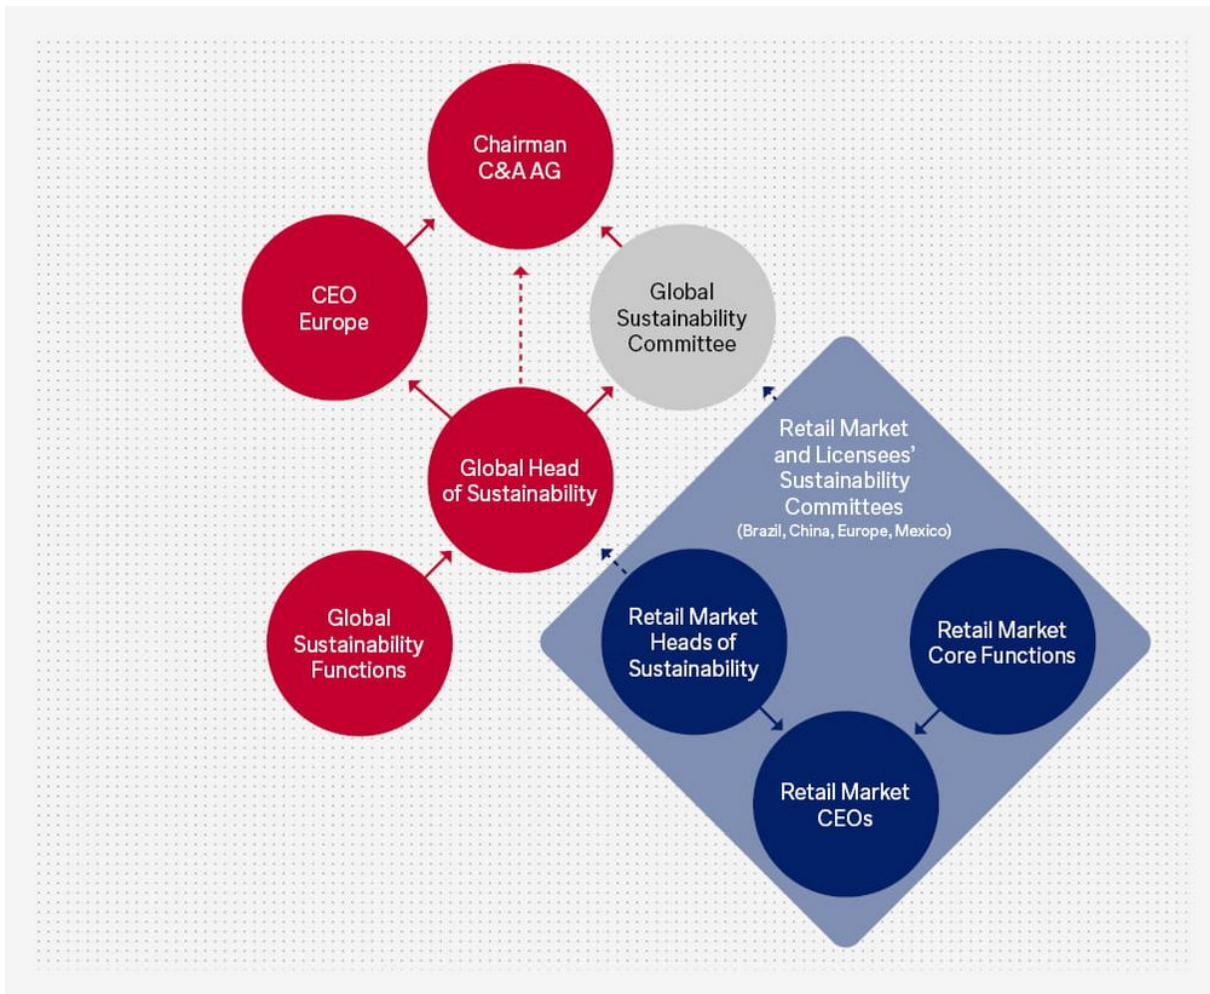 Chairman
C&A AG
CEO
Europe
Global
Sustainability
Committee
Global Head
of Sustainability
Retail Market
and Licensees’
Sustainability
Committees
(Brazil, China, Europe, Mexico)
Global
Sustainability
Functions
Retail Market
Heads of
Sustainability
Retail Market
Core Functions
Retail Market
CEOs